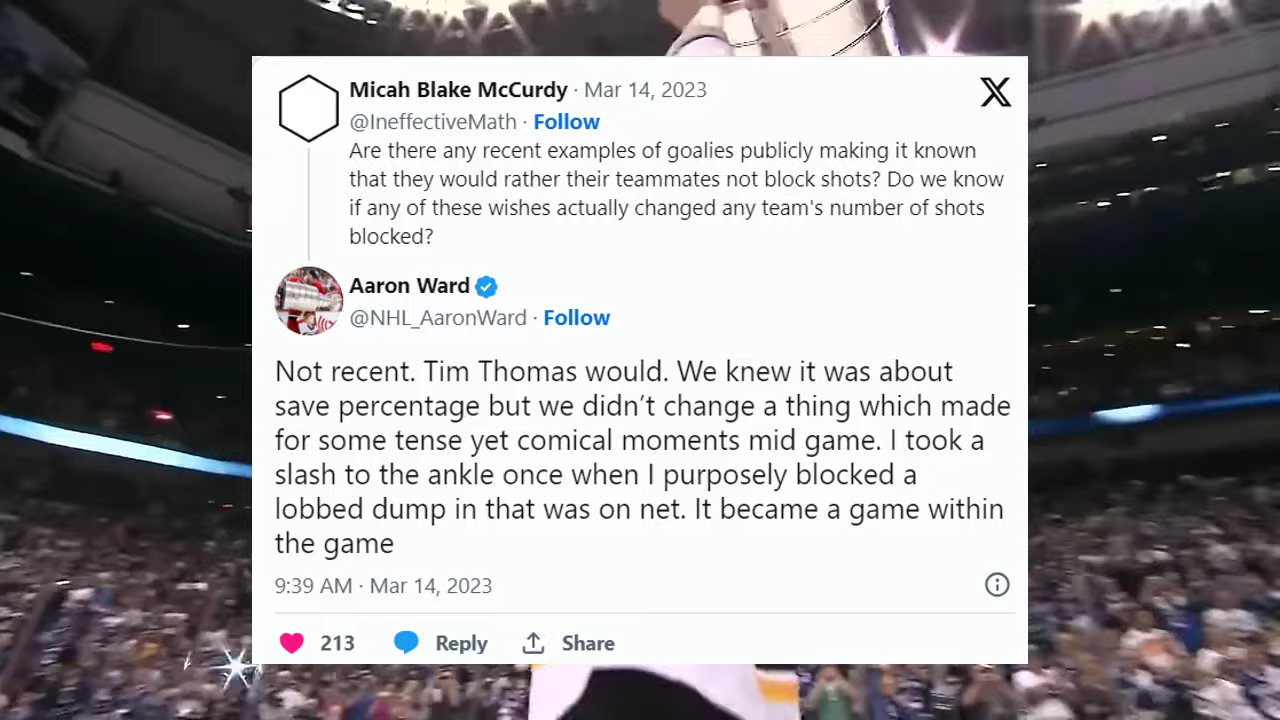 Micah Blake McCurdy · Mar 14, 2023
@IneffectiveMath · Follow
Are there any recent examples of goalies publicly making it known
that they would rather their teammates not block shots? Do we know
if any of these wishes actually changed any team's number of shots
blocked?
Aaron Ward
@NHL_AaronWard · Follow
Not recent. Tim Thomas would. We knew it was about
save percentage but we didn’t change a thing which made
for some tense yet comical moments mid game. I took a
slash to the ankle once when I purposely blocked a
lobbed dump in that was on net. It became a game within
the game
9:39 AM · Mar 14, 2023
213 Reply Share